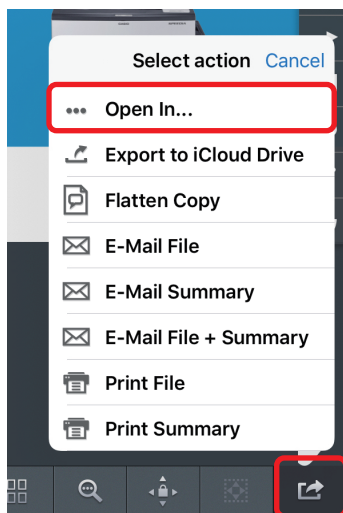 Select action Cancel
Open In...
Export to iCloud Drive
Flatten Copy
E-Mail File
E-Mail Summary
E-Mail File + Summary
Print File
Print Summary